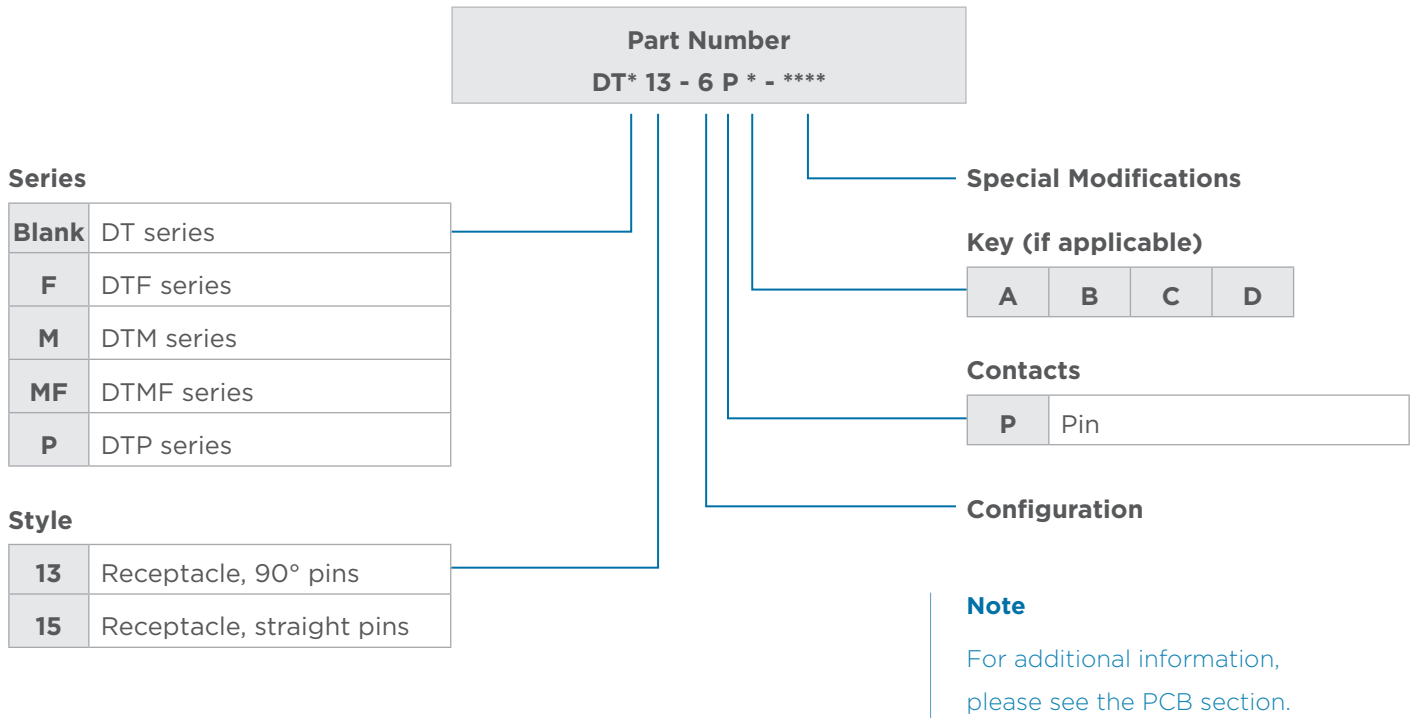 Part Number
DT* 13 - 6 P * - ****
Series
Blank DT series
F DTF series
M DTM series
MF DTMF series
P DTP series
Style
13 Receptacle, 90° pins
15 Receptacle, straight pins
Special Modifications
Key (if applicable)
A B C D
Contacts
P Pin
Configuration
Note
For additional information,
please see the PCB section.